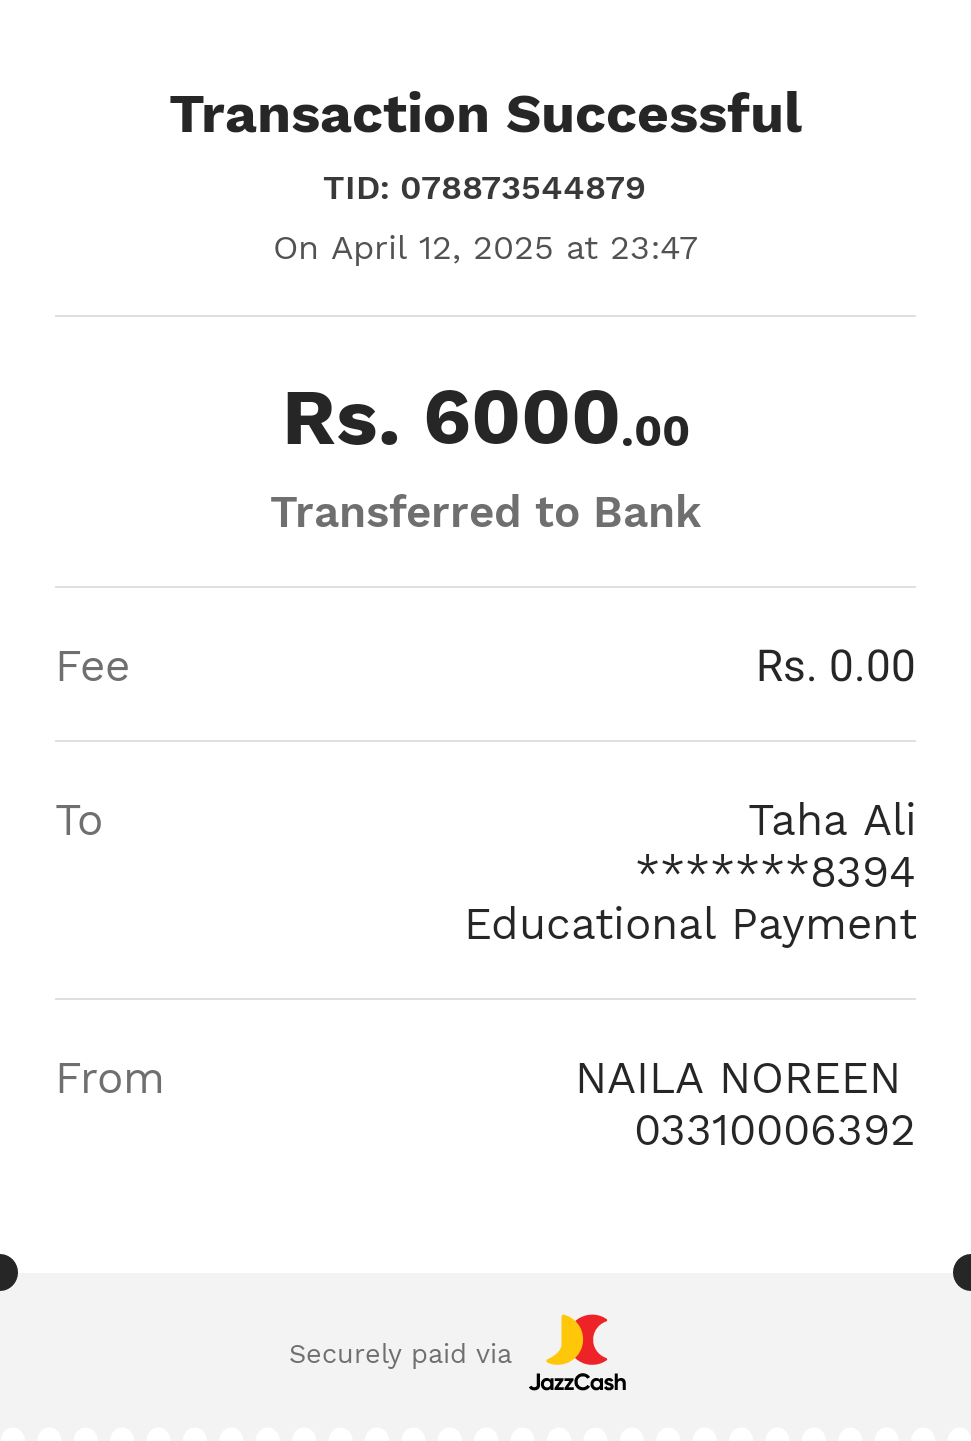 Transaction Successful
TID: 078873544879
On April 12, 2025 at 23:47
Rs. 6000.00
Transferred to Bank
Fee Rs. 0.00
To Taha Ali
*******8394
Educational Payment
From NAILA NOREEN
03310006392
Securely paid via JazzCash